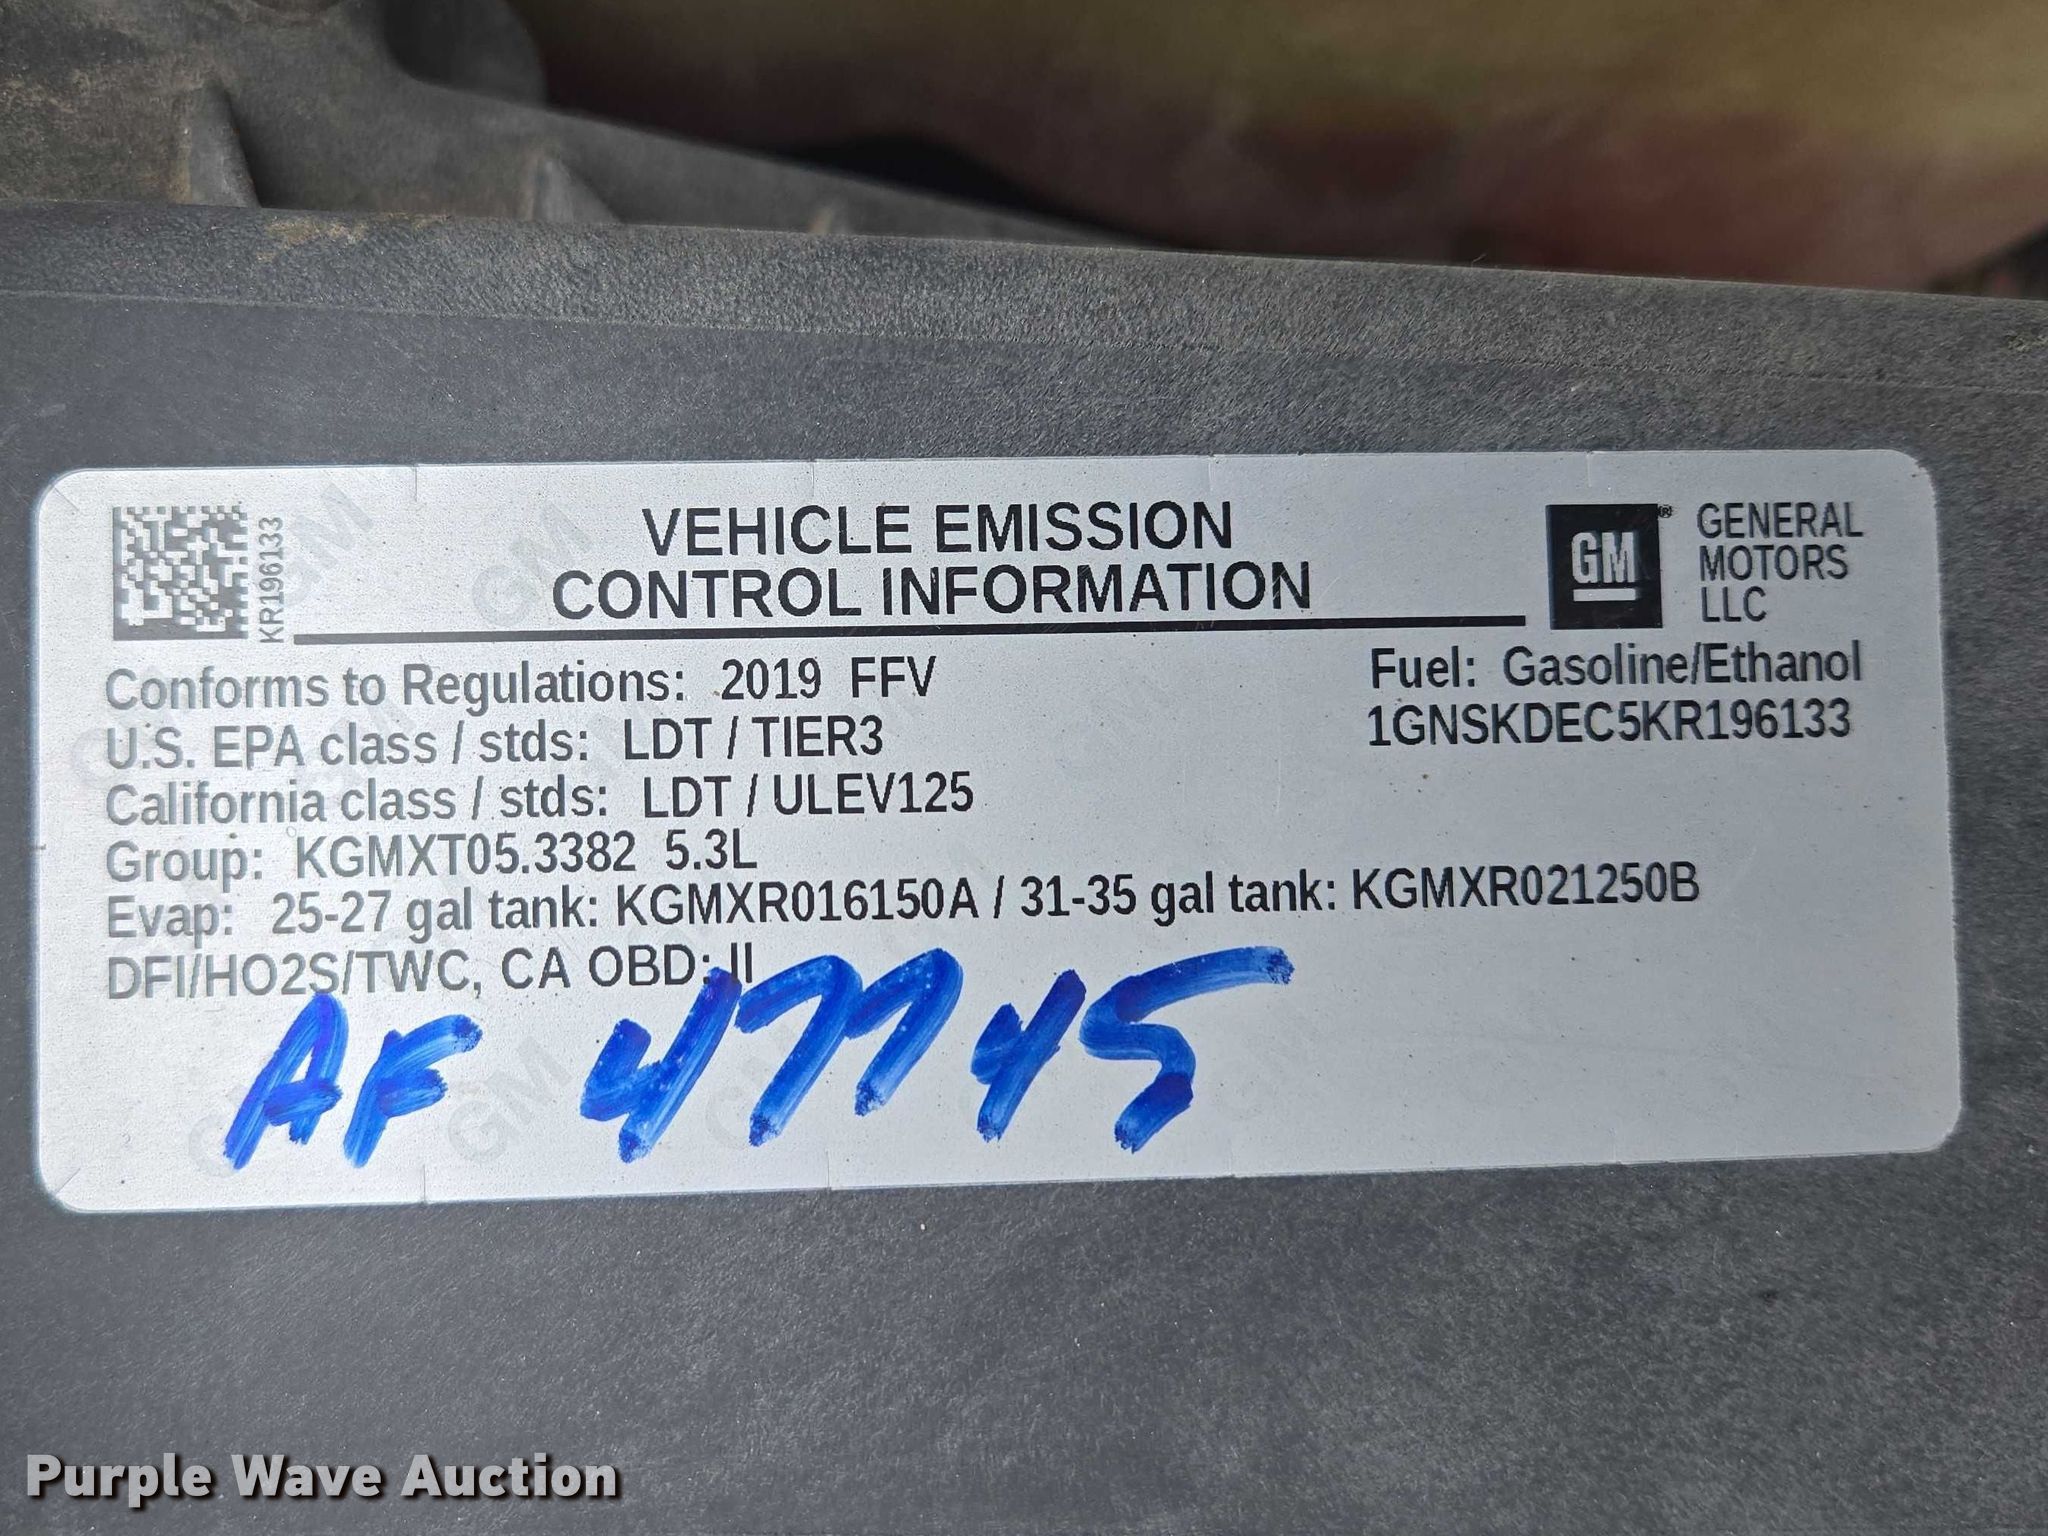 KR196133
VEHICLE EMISSION
CONTROL INFORMATION
GM®
GENERAL
MOTORS
LLC
Conforms to Regulations: 2019 FFV
U.S. EPA class / stds: LDT / TIER3
California class / stds: LDT / ULEV125
Group: KGMXT05.3382 5.3L
Fuel: Gasoline/Ethanol
1GNSKDEC5KR196133
Evap: 25-27 gal tank: KGMXR016150A / 31-35 gal tank: KGMXR021250B
DFI/HO2S/TWC, CA OBD: II
AF 47745
Purple Wave Auction